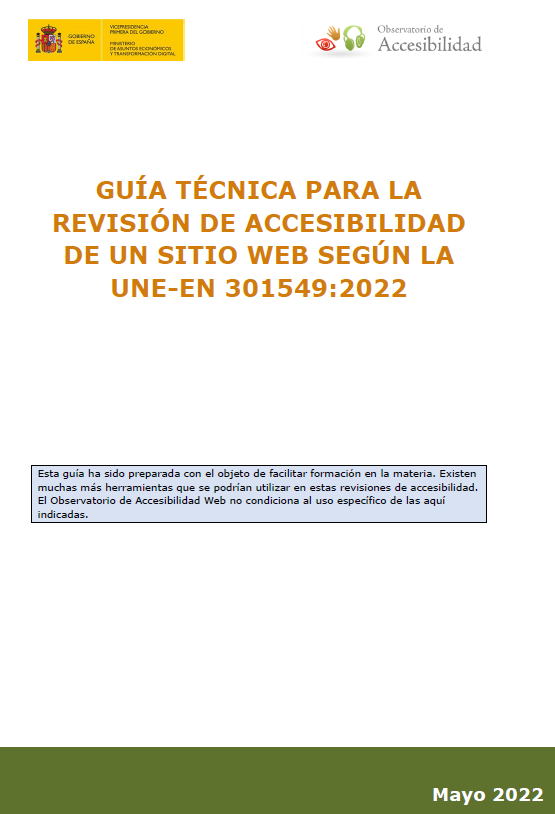 GOBIERNO
DE ESPAÑA
VICEPRESIDENCIA
PRIMERA DEL GOBIERNO
MINISTERIO
DE ASUNTOS ECONÓMICOS
Y TRANSFORMACIÓN DIGITAL
Observatorio de
Accesibilidad
GUÍA TÉCNICA PARA LA
REVISIÓN DE ACCESIBILIDAD
DE UN SITIO WEB SEGÚN LA
UNE-EN 301549:2022
Esta guía ha sido preparada con el objeto de facilitar formación en la materia. Existen
muchas más herramientas que se podrían utilizar en estas revisiones de accesibilidad.
El Observatorio de Accesibilidad Web no condiciona al uso específico de las aquí
indicadas.
Mayo 2022